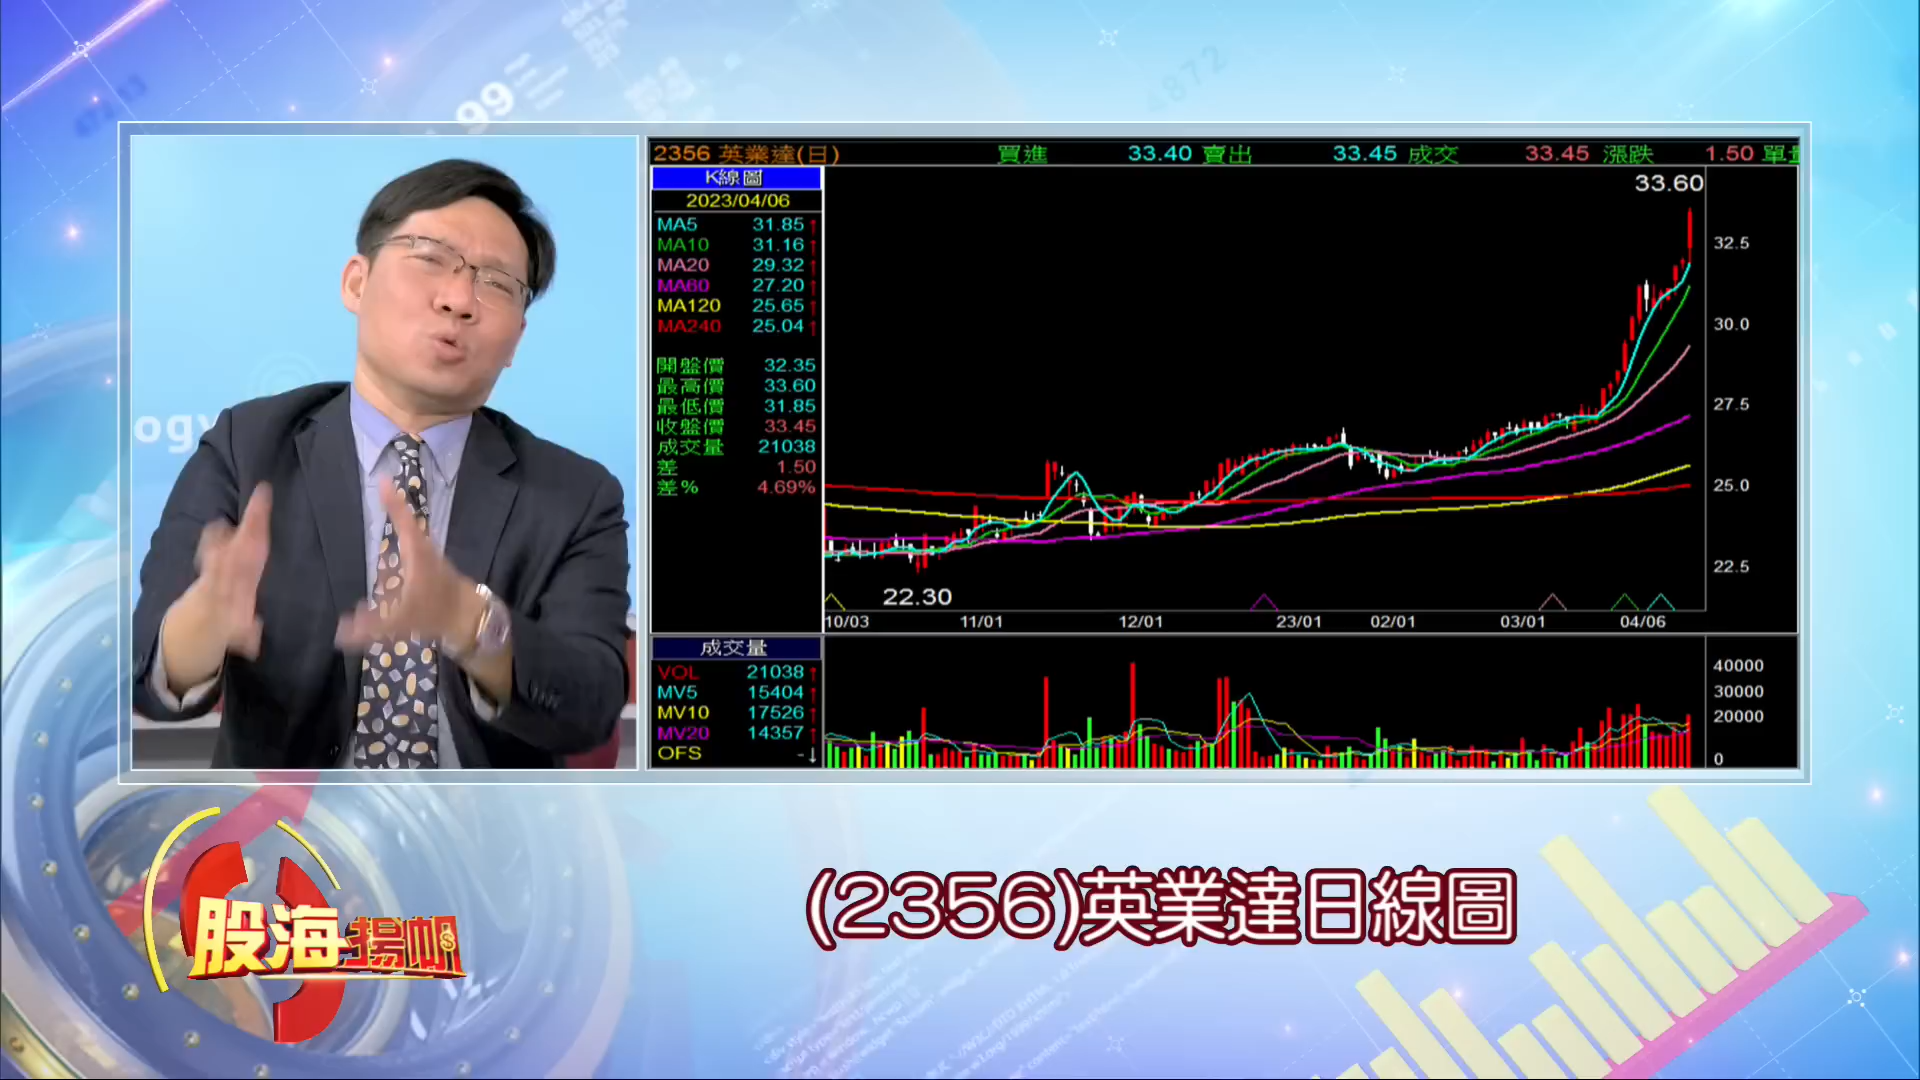 99
4872
ogy
2356 英業達(日) 買進 33.40 賣出 33.45 成交 33.45 漲跌 1.50 單量
K線圖
2023/04/06
MA5 31.85↑
MA10 31.16↑
MA20 29.32↑
MA60 27.20↑
MA120 25.65↑
MA240 25.04↑
開盤價 32.35
最高價 33.60
最低價 31.85
收盤價 33.45
成交量 21038
差 1.50
差% 4.69%
33.60
32.5
30.0
27.5
25.0
22.5
22.30
10/03 11/01 12/01 23/01 02/01 03/01 04/06
成交量
VOL 21038↑
MV5 15404↑
MV10 17526↑
MV20 14357↑
OFS -↓
40000
30000
20000
0
股海揚帆
(2356)英業達日線圖